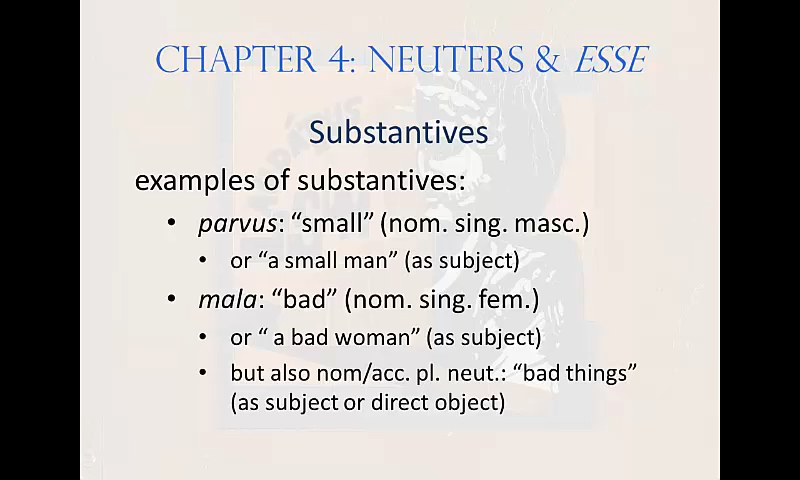 CHAPTER 4: NEUTERS & ESSE
Substantives
examples of substantives:
• parvus: “small” (nom. sing. masc.)
• or “a small man” (as subject)
• mala: “bad” (nom. sing. fem.)
• or “ a bad woman” (as subject)
• but also nom/acc. pl. neut.: “bad things”
(as subject or direct object)